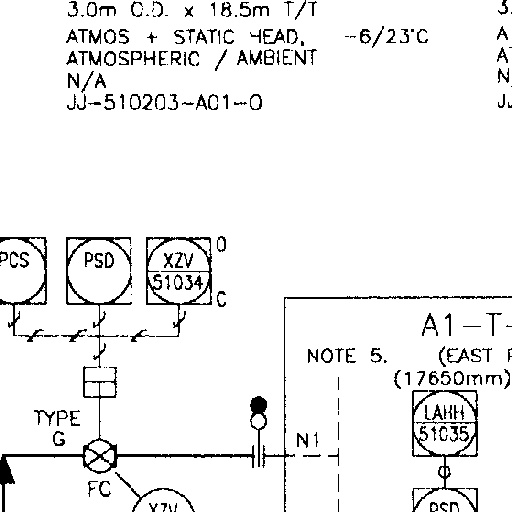 3.0m O.D. x 18.5m T/T
ATMOS + STATIC HEAD, -6/23°C
ATMOSPHERIC / AMBIENT
N/A
JJ-510203-A01-0
3.
A
N
JJ
PCS
PSD
XZV
51034
O
C
A1-T-
NOTE 5. (EAST
(17650mm)
LAHH
51035
TYPE
G
N1
FC
XZV
PSD